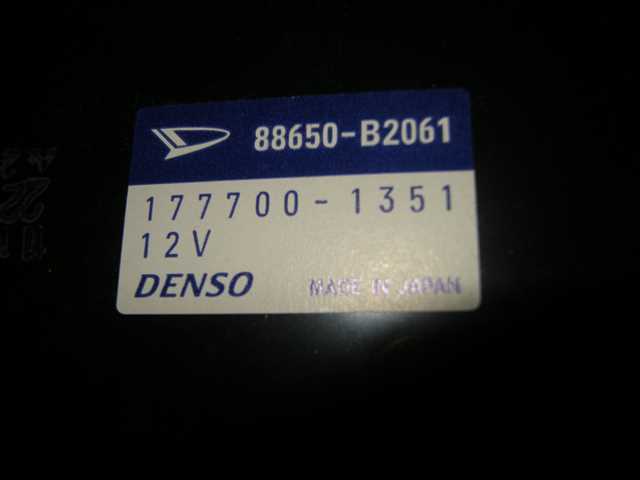 88650-B2061
177700-1351
12V
DENSO MADE IN JAPAN